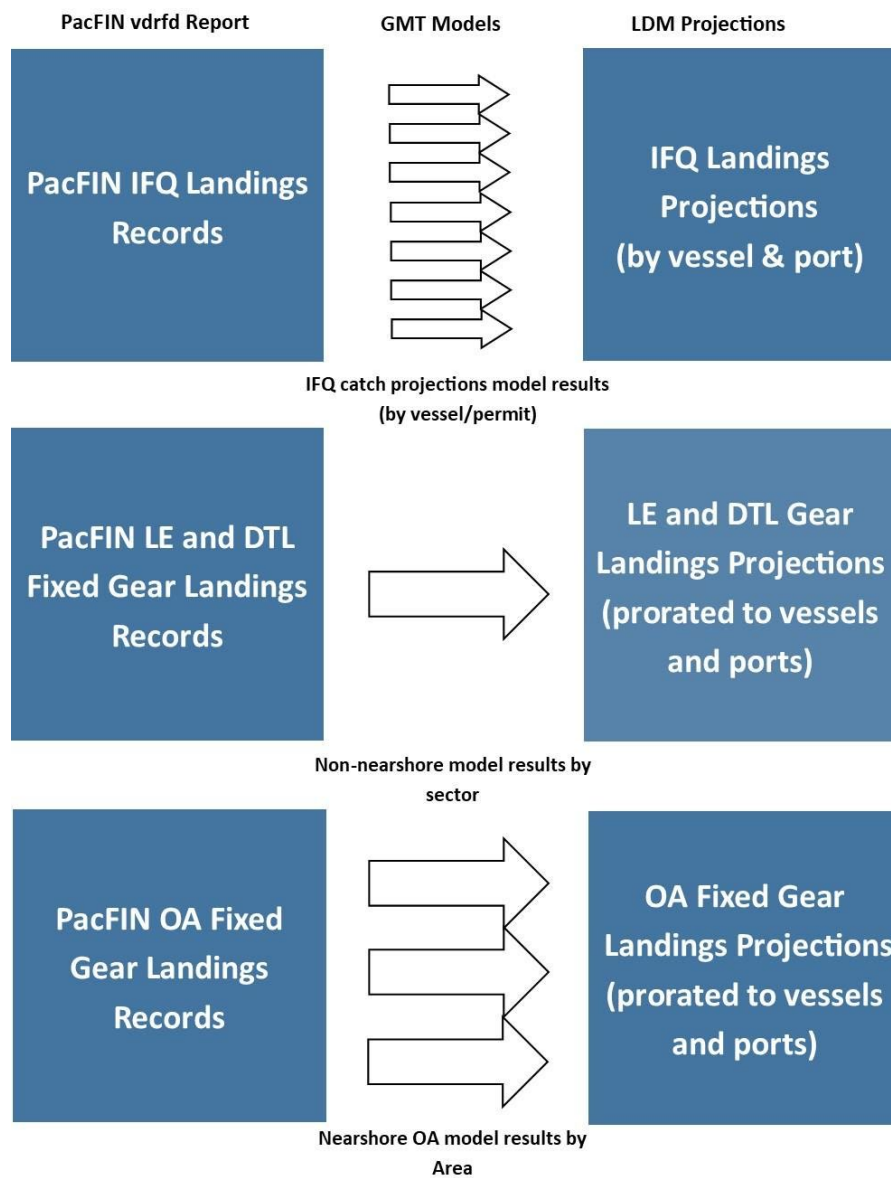 PacFIN vdrfd Report
GMT Models
LDM Projections
PacFIN IFQ Landings
Records
IFQ Landings
Projections
(by vessel & port)
IFQ catch projections model results
(by vessel/permit)
PacFIN LE and DTL
Fixed Gear Landings
Records
LE and DTL Gear
Landings Projections
(prorated to vessels
and ports)
Non-nearshore model results by
sector
PacFIN OA Fixed
Gear Landings
Records
OA Fixed Gear
Landings Projections
(prorated to vessels
and ports)
Nearshore OA model results by
Area